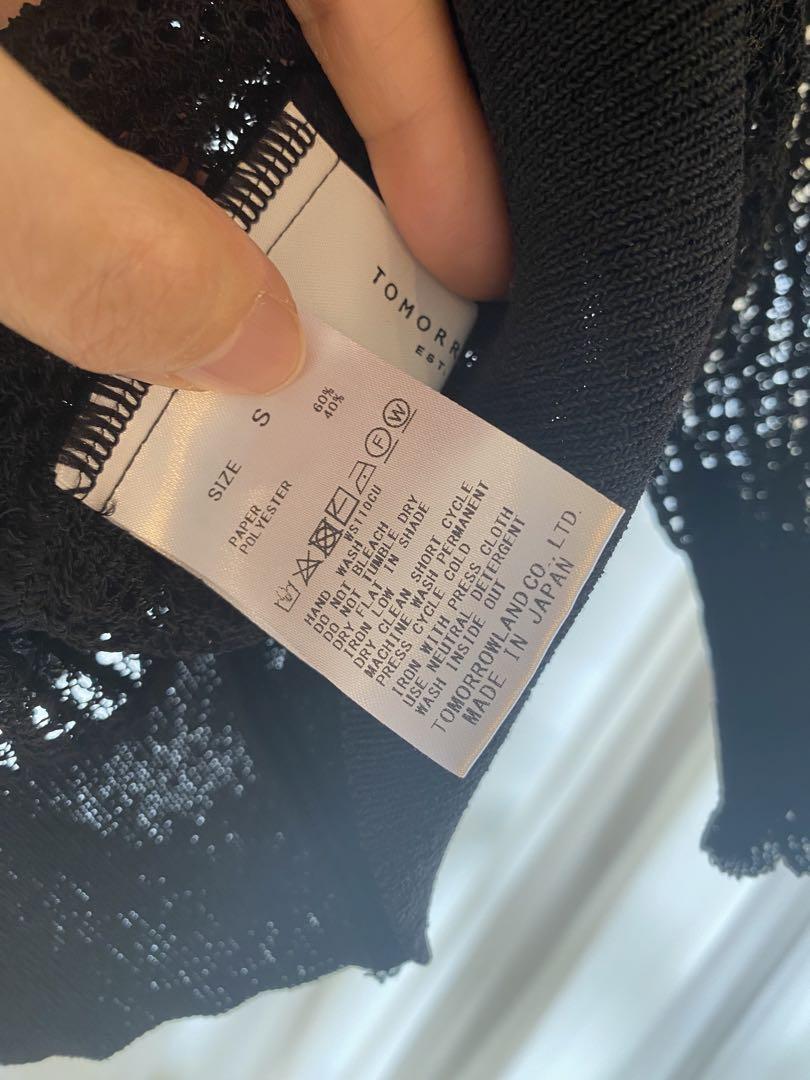 TOMORR
EST.
SIZE S
PAPER 60%
POLYESTER 40%
F W
WS110CU
HAND WASH
DO NOT BLEACH
DO NOT TUMBLE DRY
DRY FLAT IN SHADE
IRON LOW
DRY CLEAN SHORT CYCLE
MACHINE WASH PERMANENT
PRESS CYCLE COLD
IRON WITH PRESS CLOTH
USE NEUTRAL DETERGENT
WASH INSIDE OUT
TOMORROWLAND CO., LTD.
MADE IN JAPAN